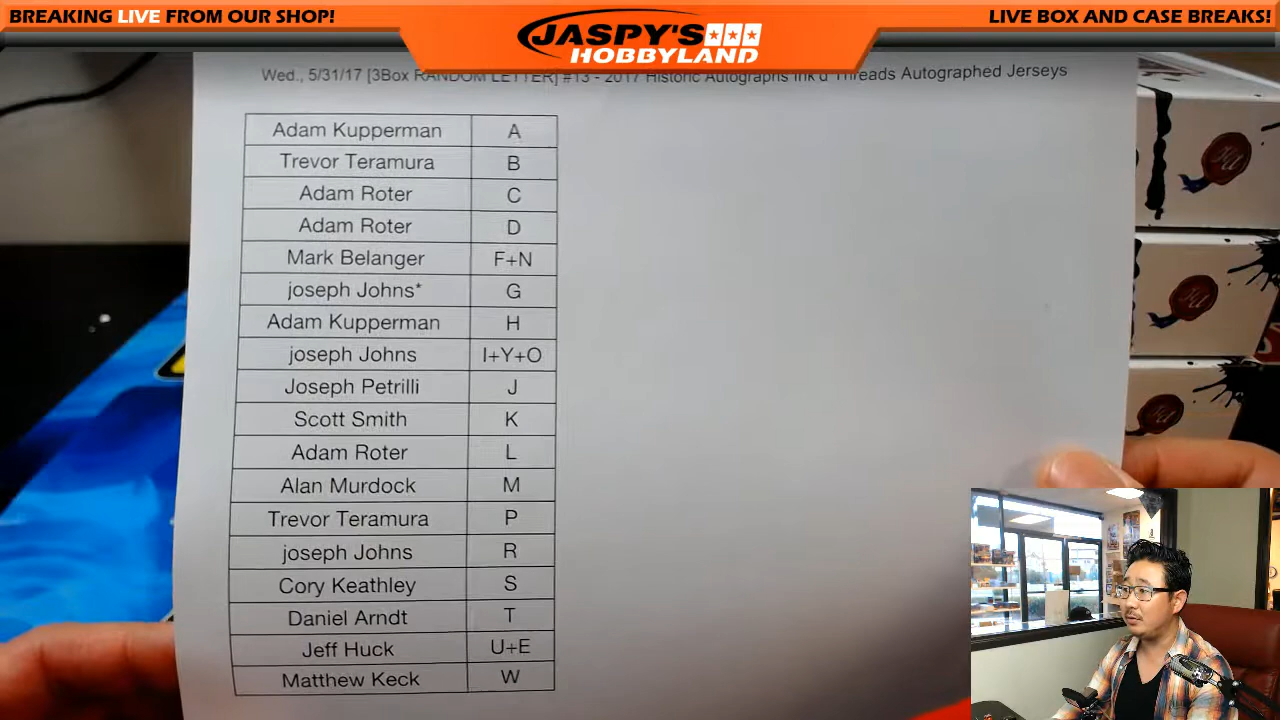 BREAKING LIVE FROM OUR SHOP!
JASPY'S
HOBBYLAND
LIVE BOX AND CASE BREAKS!
Wed., 5/31/17 [3Box RANDOM LETTER] #13 - 2017 Historic Autographs Ink'd Threads Autographed Jerseys
Adam Kupperman A
Trevor Teramura B
Adam Roter C
Adam Roter D
Mark Belanger F+N
joseph Johns* G
Adam Kupperman H
joseph Johns I+Y+O
Joseph Petrilli J
Scott Smith K
Adam Roter L
Alan Murdock M
Trevor Teramura P
joseph Johns R
Cory Keathley S
Daniel Arndt T
Jeff Huck U+E
Matthew Keck W